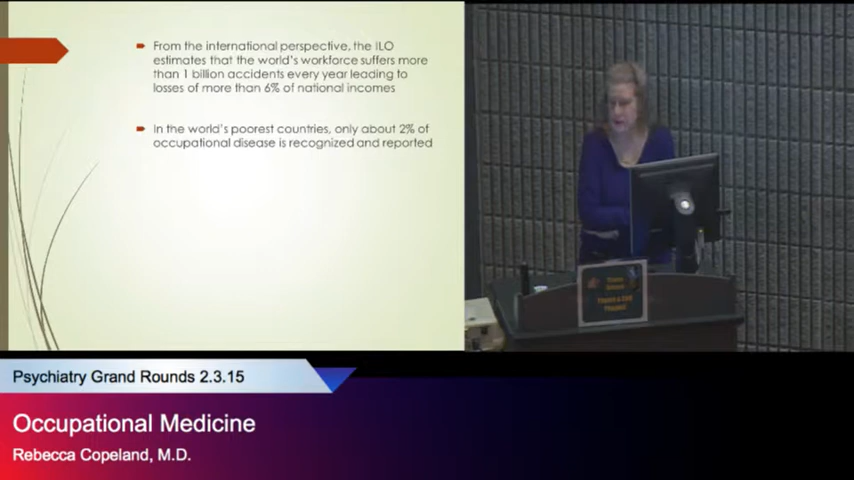 From the international perspective, the ILO
estimates that the world's workforce suffers more
than 1 billion accidents every year leading to
losses of more than 6% of national incomes
In the world's poorest countries, only about 2% of
occupational disease is recognized and reported
Psychiatry Grand Rounds 2.3.15
Occupational Medicine
Rebecca Copeland, M.D.